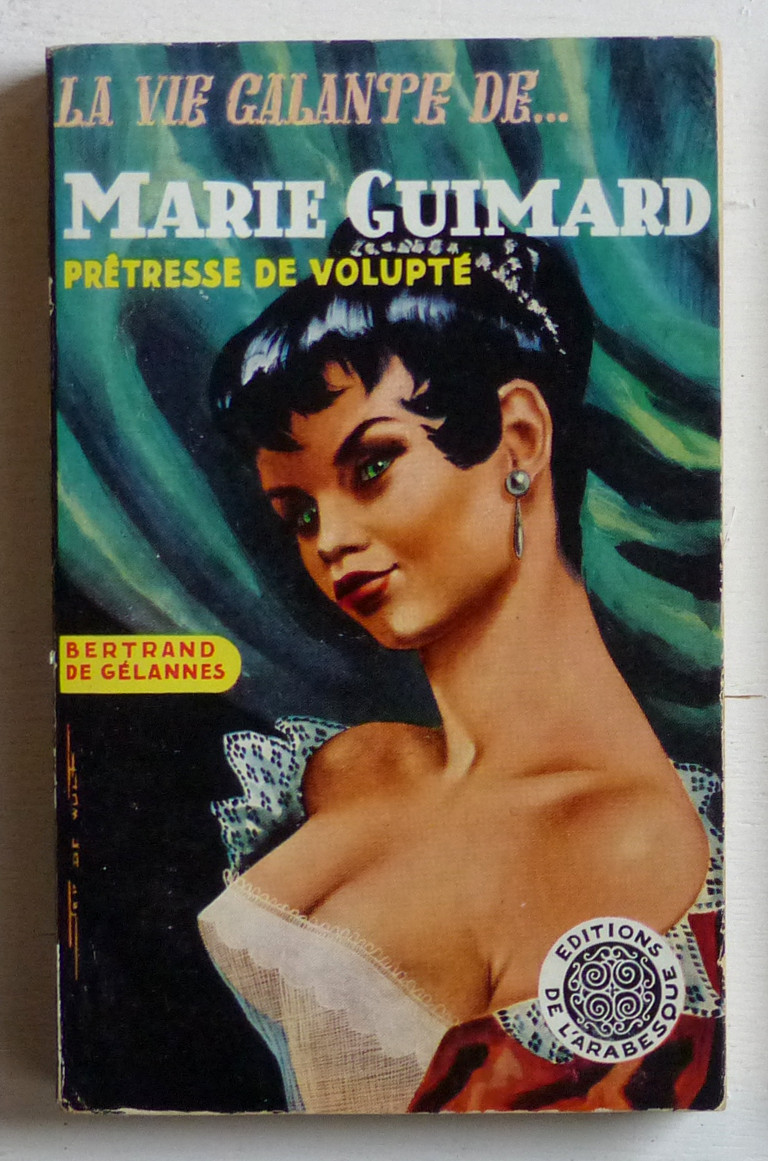 LA VIE GALANTE DE...
MARIE GUIMARD
PRÊTRESSE DE VOLUPTÉ
BERTRAND
DE GÉLANNES
EDITIONS
DE L'ARABESQUE